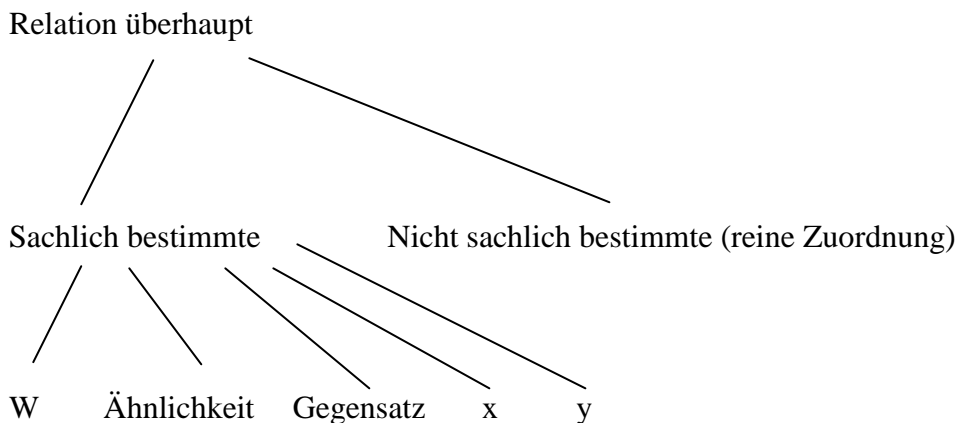 Relation überhaupt
Sachlich bestimmte Nicht sachlich bestimmte (reine Zuordnung)
W Ähnlichkeit Gegensatz x y